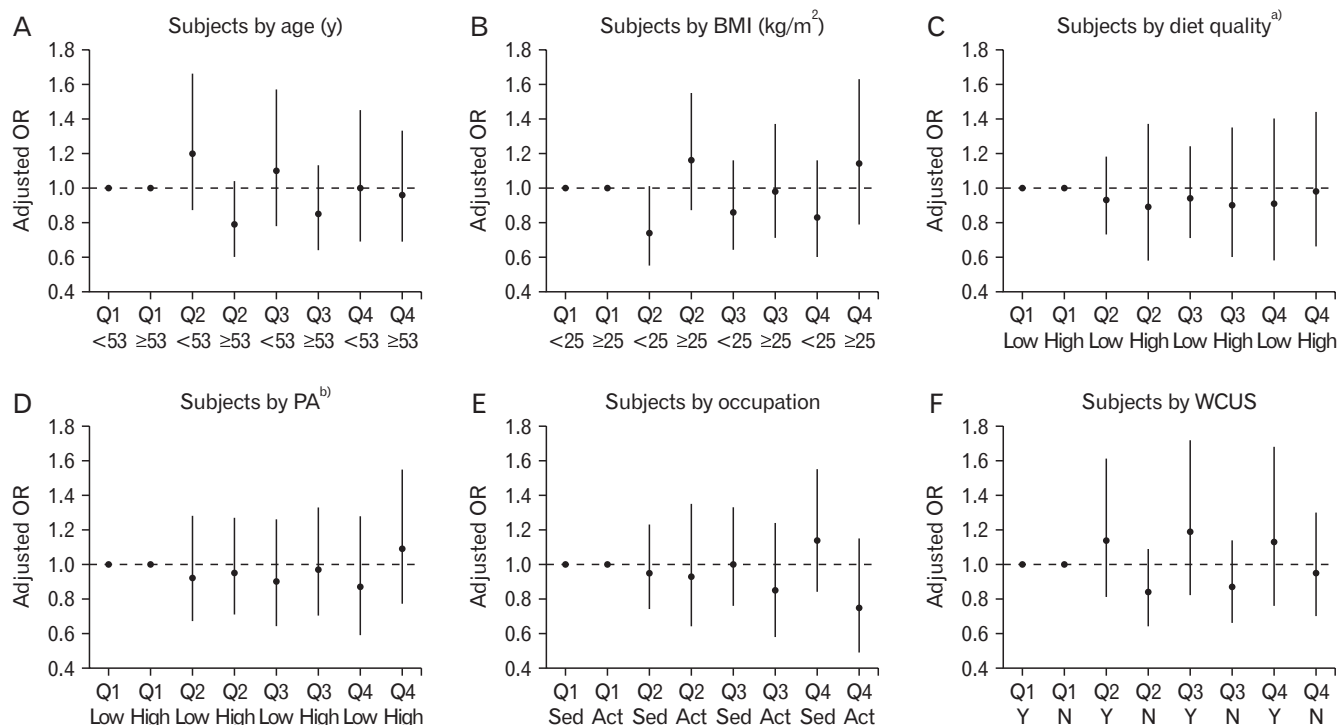 A Subjects by age (y)
Adjusted OR
1.8
1.6
1.4
1.2
1.0
0.8
0.6
0.4
Q1 Q1 Q2 Q2 Q3 Q3 Q4 Q4
<53 ≥53 <53 ≥53 <53 ≥53 <53 ≥53
B Subjects by BMI (kg/m²)
Adjusted OR
1.8
1.6
1.4
1.2
1.0
0.8
0.6
0.4
Q1 Q1 Q2 Q2 Q3 Q3 Q4 Q4
<25 ≥25 <25 ≥25 <25 ≥25 <25 ≥25
C Subjects by diet quality a)
Adjusted OR
1.8
1.6
1.4
1.2
1.0
0.8
0.6
0.4
Q1 Q1 Q2 Q2 Q3 Q3 Q4 Q4
Low High Low High Low High Low High
D Subjects by PA b)
Adjusted OR
1.8
1.6
1.4
1.2
1.0
0.8
0.6
0.4
Q1 Q1 Q2 Q2 Q3 Q3 Q4 Q4
Low High Low High Low High Low High
E Subjects by occupation
Adjusted OR
1.8
1.6
1.4
1.2
1.0
0.8
0.6
0.4
Q1 Q1 Q2 Q2 Q3 Q3 Q4 Q4
Sed Act Sed Act Sed Act Sed Act
F Subjects by WCUS
Adjusted OR
1.8
1.6
1.4
1.2
1.0
0.8
0.6
0.4
Q1 Q1 Q2 Q2 Q3 Q3 Q4 Q4
Y N Y N Y N Y N